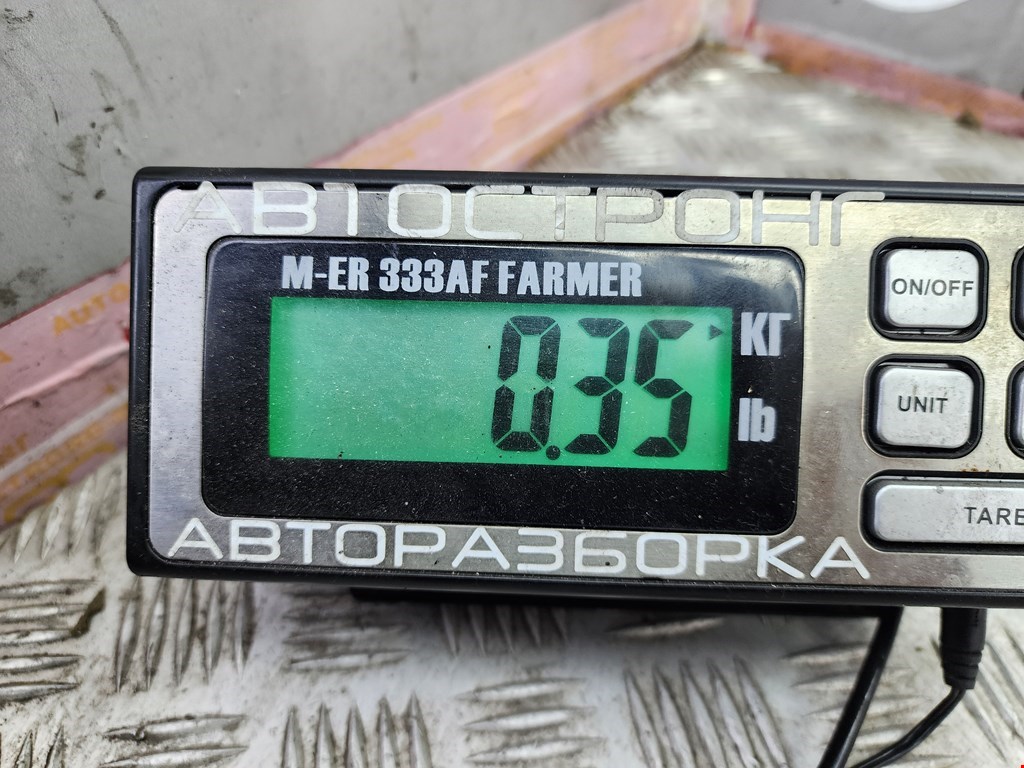 АВТОСТРОНГ
M-ER 333AF FARMER
0.35
КГ
lb
ON/OFF
UNIT
TARE
АВТОРАЗБОРКА